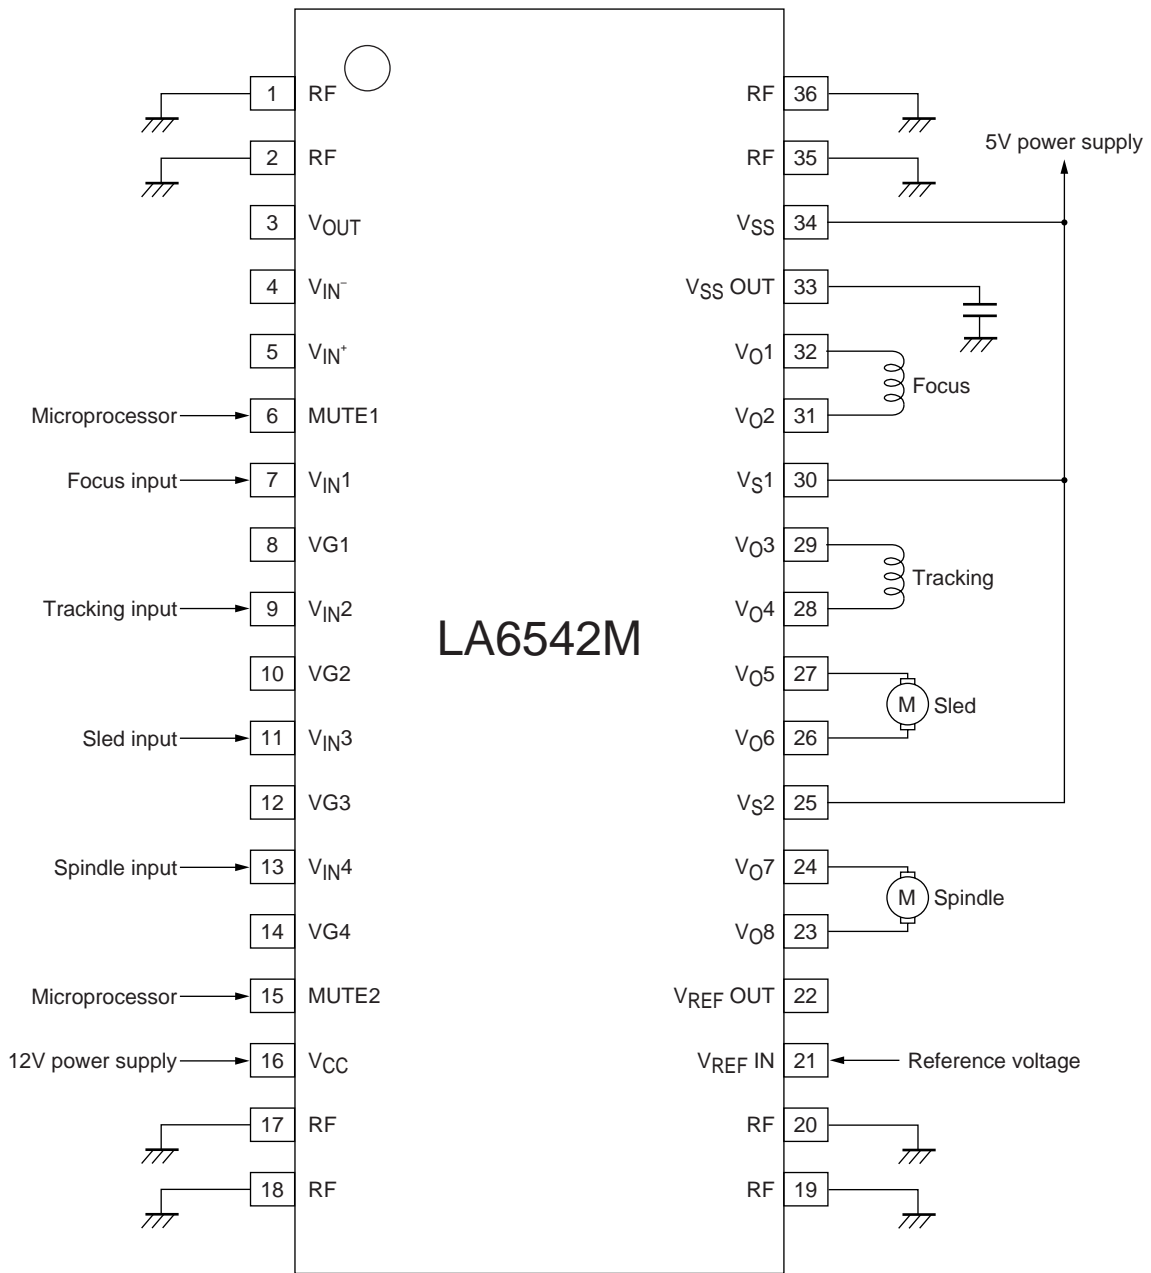 1 RF RF 36
5V power supply
2 RF RF 35
3 VOUT VSS 34
4 VIN− VSS OUT 33
5 VIN+ VO1 32
Focus
Microprocessor 6 MUTE1 VO2 31
Focus input 7 VIN1 VS1 30
8 VG1 VO3 29
Tracking
Tracking input 9 VIN2 VO4 28
LA6542M
10 VG2 VO5 27
M Sled
Sled input 11 VIN3 VO6 26
12 VG3 VS2 25
Spindle input 13 VIN4 VO7 24
M Spindle
14 VG4 VO8 23
Microprocessor 15 MUTE2 VREF OUT 22
12V power supply 16 VCC VREF IN 21 Reference voltage
17 RF RF 20
18 RF RF 19